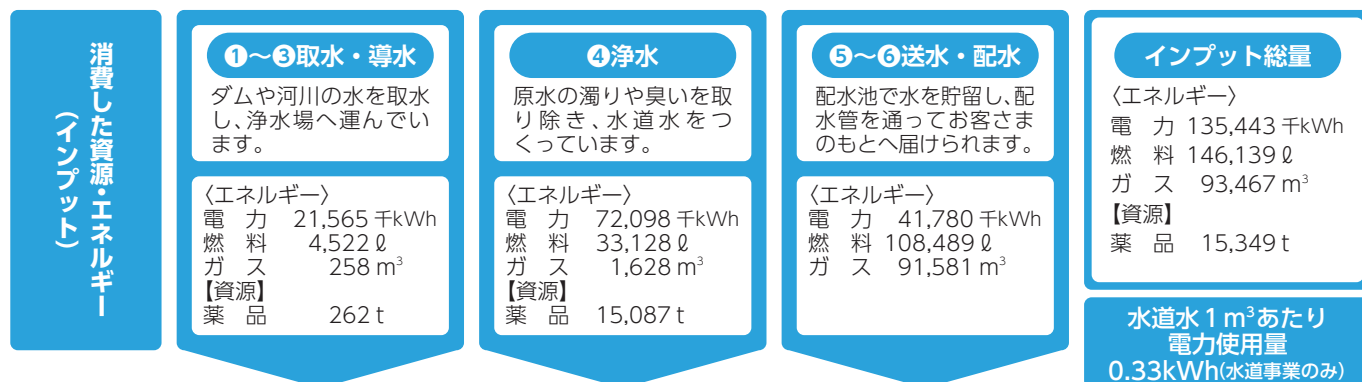 消費した資源・エネルギー
(インプット)
❶〜❸取水・導水
ダムや河川の水を取水
し、浄水場へ運んでい
ます。
〈エネルギー〉
電　力　21,565 千kWh
燃　料　4,522 ℓ
ガ　ス　258 m³
【資源】
薬　品　262 t
❹浄水
原水の濁りや臭いを取
り除き、水道水をつ
くっています。
〈エネルギー〉
電　力　72,098 千kWh
燃　料　33,128 ℓ
ガ　ス　1,628 m³
【資源】
薬　品　15,087 t
❺〜❻送水・配水
配水池で水を貯留し、配
水管を通ってお客さま
のもとへ届けられます。
〈エネルギー〉
電　力　41,780 千kWh
燃　料　108,489 ℓ
ガ　ス　91,581 m³
インプット総量
〈エネルギー〉
電　力　135,443 千kWh
燃　料　146,139 ℓ
ガ　ス　93,467 m³
【資源】
薬　品　15,349 t
水道水1m³あたり
電力使用量
0.33kWh(水道事業のみ)